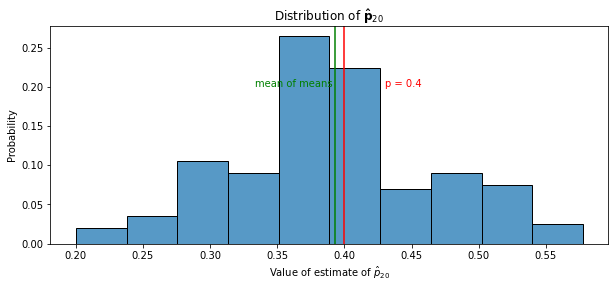 Distribution of p̂₂₀
0.25
0.20
0.15
0.10
0.05
0.00
Probability
mean of means
p = 0.4
0.20 0.25 0.30 0.35 0.40 0.45 0.50 0.55
Value of estimate of p̂₂₀